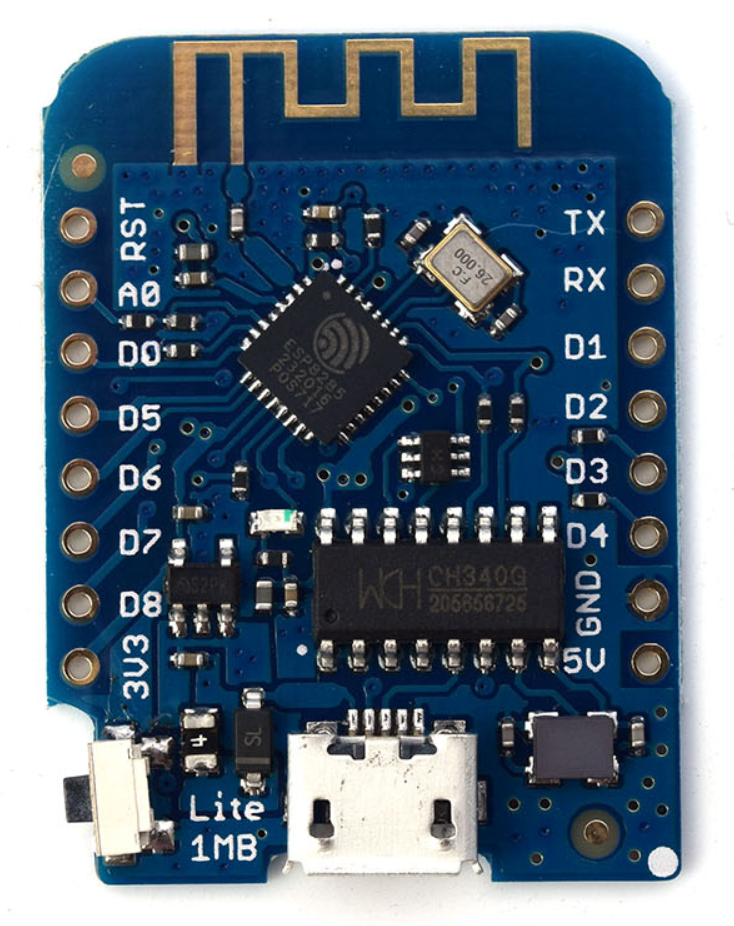 RST
A0
D0
D5
D6
D7
D8
3V3
TX
RX
D1
D2
D3
D4
GND
5V
F.C
26.000
ESP8285
232016
P0S717
WCH
CH340G
205656725
4
SL
Lite
1MB